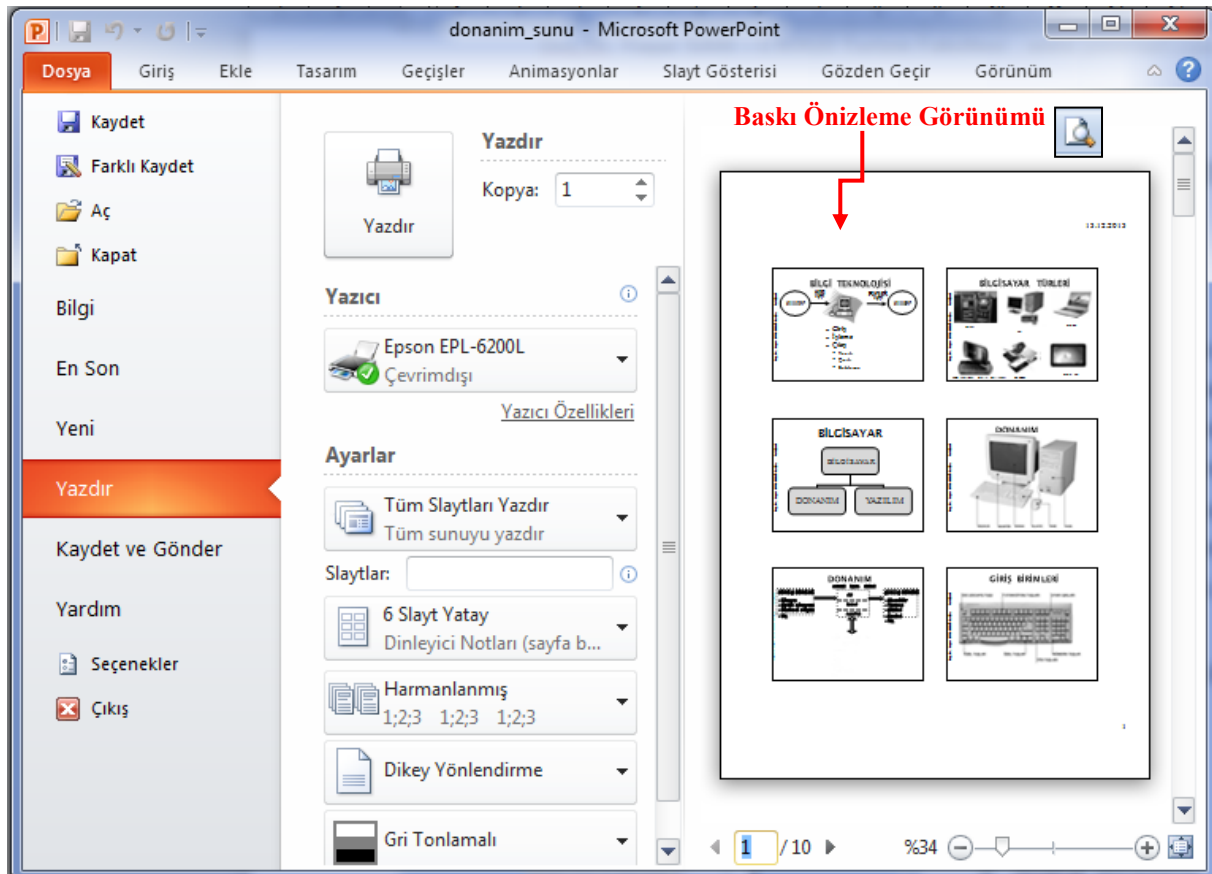 donanim_sunu - Microsoft PowerPoint
Dosya Giriş Ekle Tasarım Geçişler Animasyonlar Slayt Gösterisi Gözden Geçir Görünüm
Kaydet
Farklı Kaydet
Aç
Kapat
Bilgi
En Son
Yeni
Yazdır
Kaydet ve Gönder
Yardım
Seçenekler
Çıkış
Yazdır
Yazdır
Kopya: 1
Yazıcı
Epson EPL-6200L
Çevrimdışı
Yazıcı Özellikleri
Ayarlar
Tüm Slaytları Yazdır
Tüm sunuyu yazdır
Slaytlar:
6 Slayt Yatay
Dinleyici Notları (sayfa b...
Harmanlanmış
1;2;3 1;2;3 1;2;3
Dikey Yönlendirme
Gri Tonlamalı
Baskı Önizleme Görünümü
BİLGİ TEKNOLOJİSİ
BİLGİSAYAR TÜRLERİ
BİLGİSAYAR
BİLGİSAYAR
DONANIM YAZILIM
DONANIM
DONANIM
GİRİŞ BİRİMLERİ
1 / 10
%34